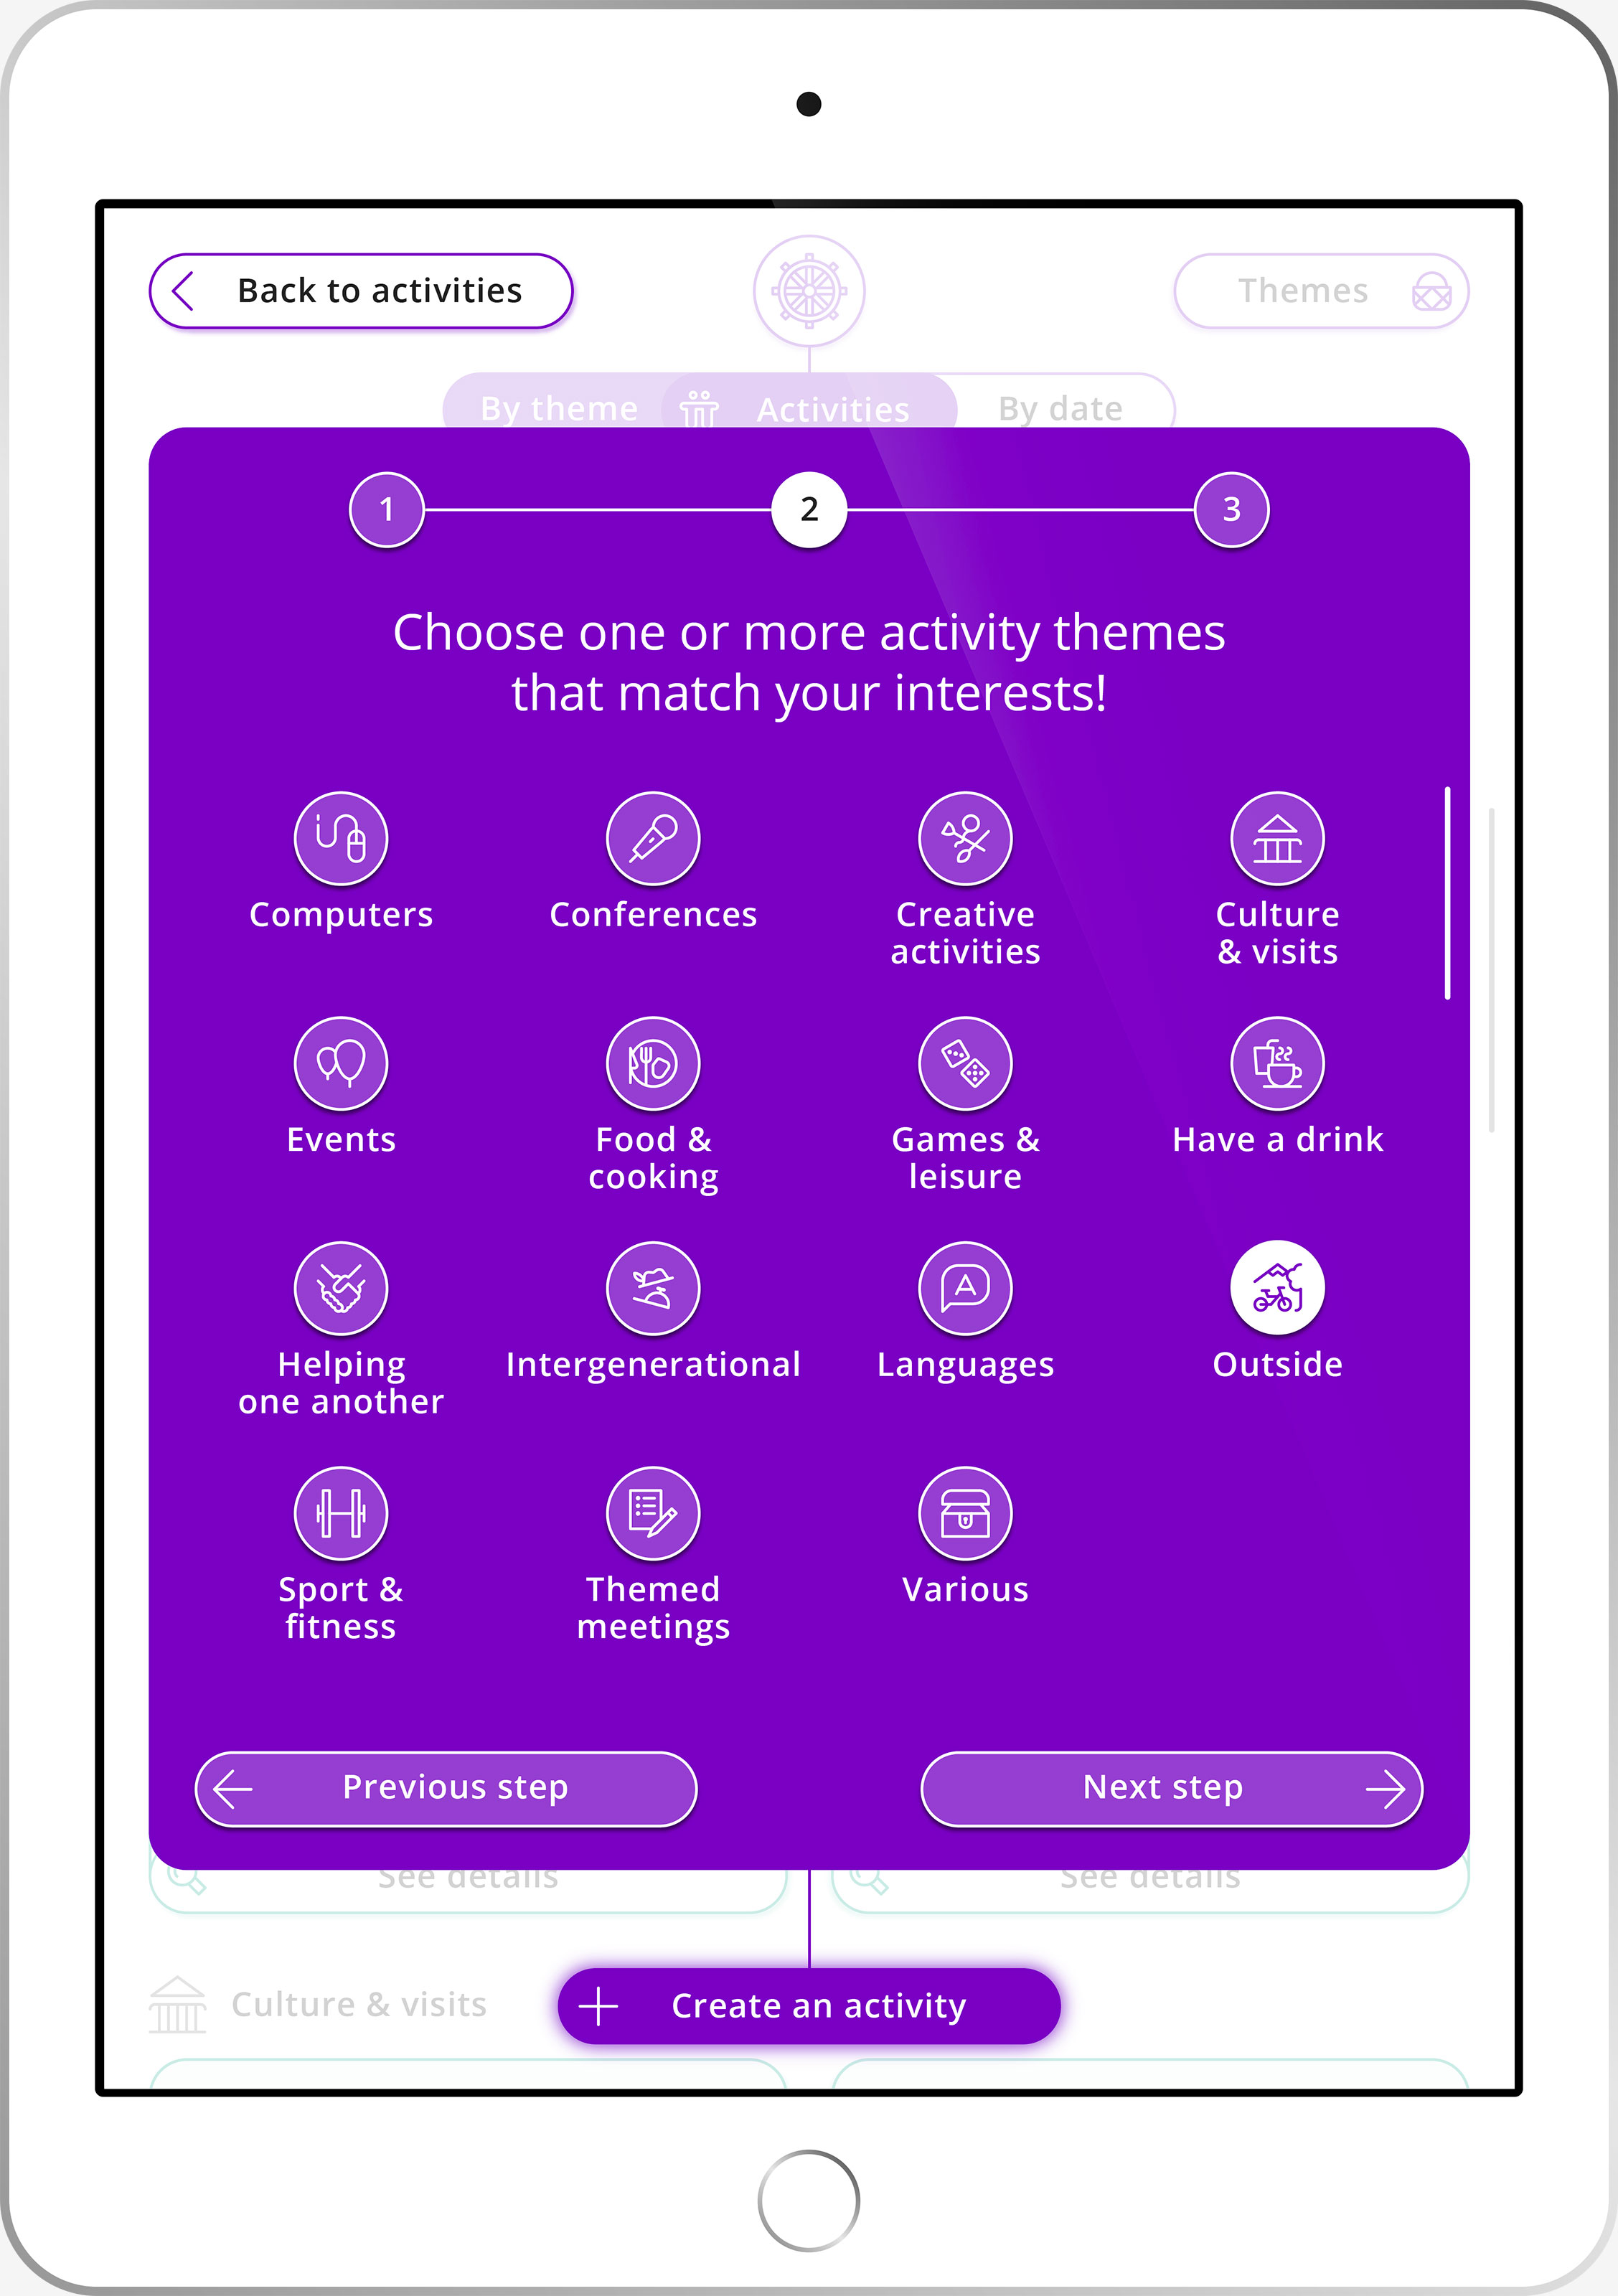 Back to activities
Themes
By theme
Activities
By date
1
2
3
Choose one or more activity themes
that match your interests!
Computers
Conferences
Creative
activities
Culture
& visits
Events
Food &
cooking
Games &
leisure
Have a drink
Helping
one another
Intergenerational
Languages
A
Outside
Sport &
fitness
Themed
meetings
Various
Previous step
Next step
See details
See details
Culture & visits
Create an activity